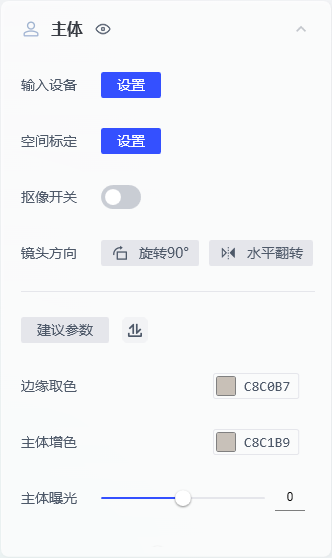 主体
输入设备 设置
空间标定 设置
抠像开关
镜头方向 旋转90° 水平翻转
建议参数
边缘取色 C8C0B7
主体增色 C8C1B9
主体曝光 0